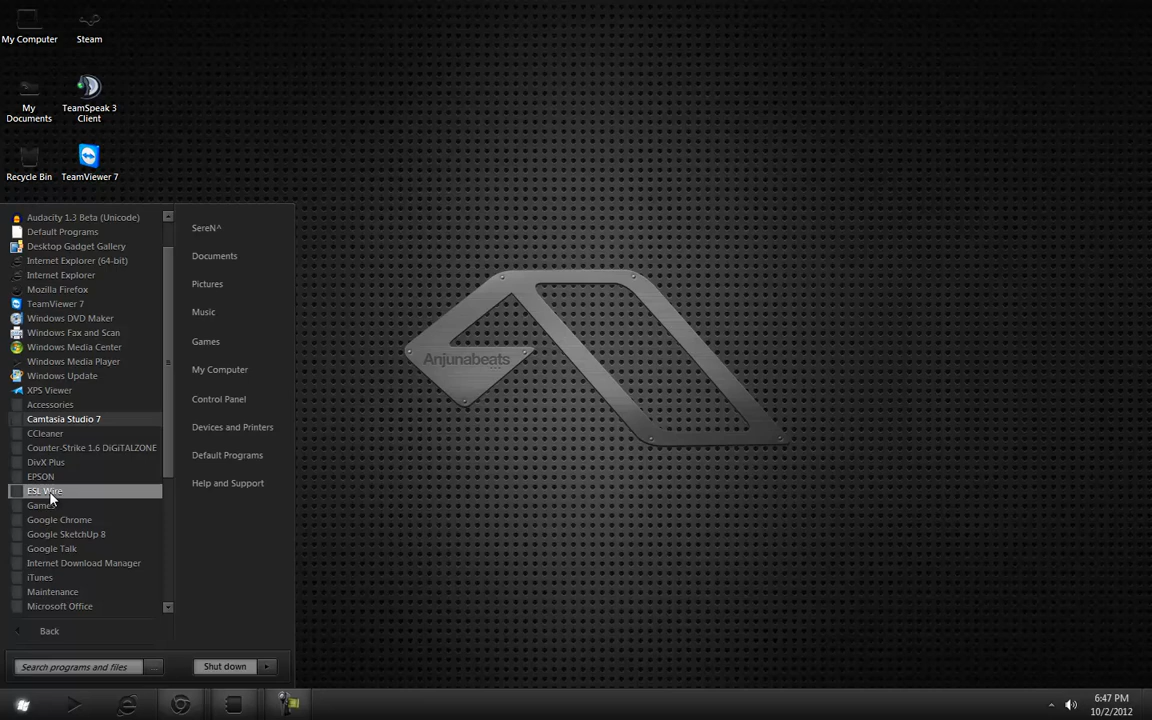 My Computer
Steam
My
Documents
TeamSpeak 3
Client
Recycle Bin
TeamViewer 7
Audacity 1.3 Beta (Unicode)
Default Programs
Desktop Gadget Gallery
Internet Explorer (64-bit)
Internet Explorer
Mozilla Firefox
TeamViewer 7
Windows DVD Maker
Windows Fax and Scan
Windows Media Center
Windows Media Player
Windows Update
XPS Viewer
Accessories
Camtasia Studio 7
CCleaner
Counter-Strike 1.6 DiGiTALZONE
DivX Plus
EPSON
ESL Wire
Games
Google Chrome
Google SketchUp 8
Google Talk
Internet Download Manager
iTunes
Maintenance
Microsoft Office
Back
Search programs and files
...
SereN^
Documents
Pictures
Music
Games
My Computer
Control Panel
Devices and Printers
Default Programs
Help and Support
Shut down
Anjunabeats
6:47 PM
10/2/2012